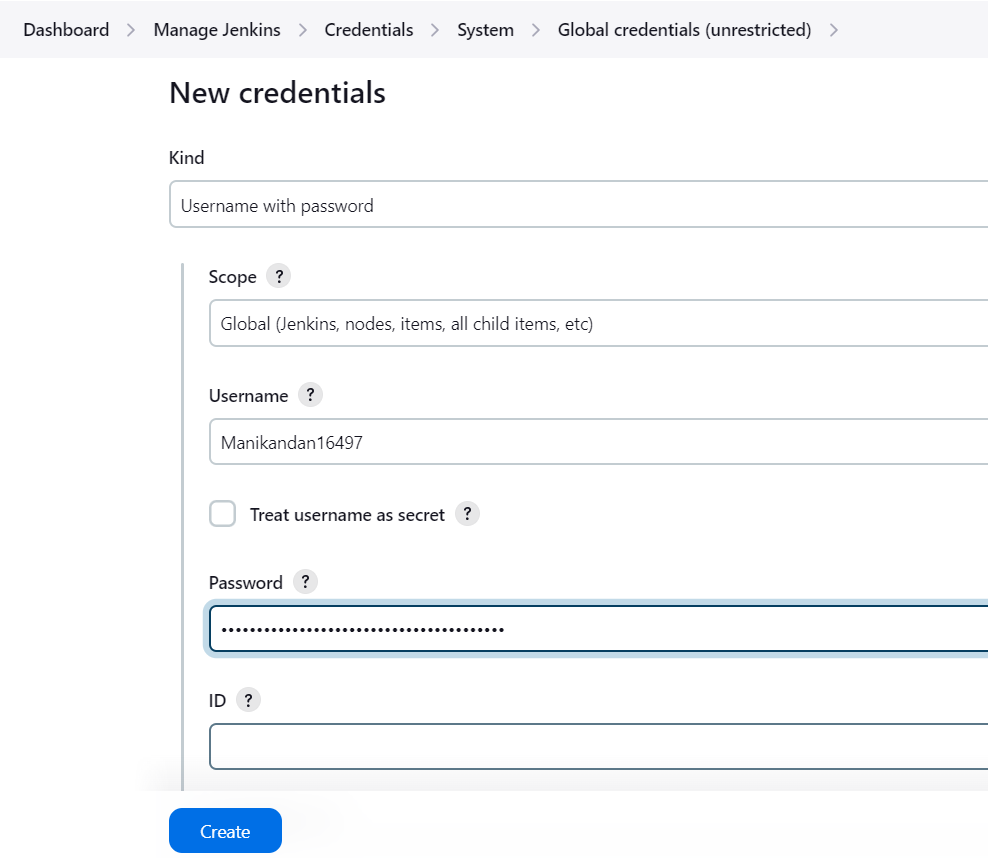 Dashboard > Manage Jenkins > Credentials > System > Global credentials (unrestricted) >
New credentials
Kind
Username with password
Scope ?
Global (Jenkins, nodes, items, all child items, etc)
Username ?
Manikandan16497
Treat username as secret ?
Password ?
••••••••••••••••••••••••••••••••••••••••
ID ?
Create